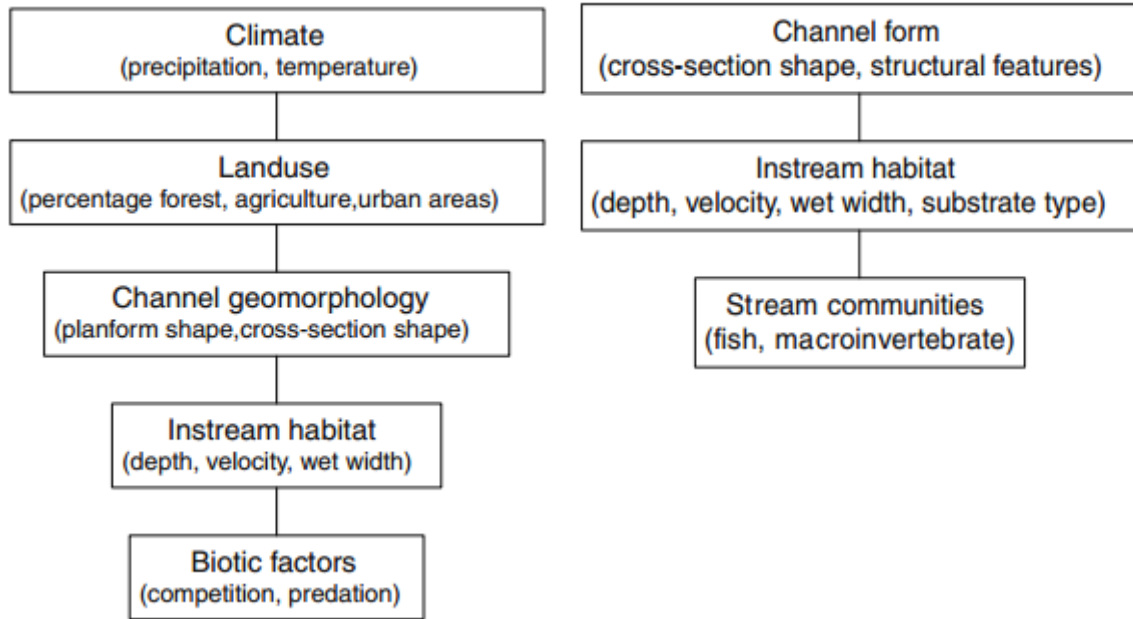 Climate
(precipitation, temperature)
Landuse
(percentage forest, agriculture,urban areas)
Channel geomorphology
(planform shape,cross-section shape)
Instream habitat
(depth, velocity, wet width)
Biotic factors
(competition, predation)
Channel form
(cross-section shape, structural features)
Instream habitat
(depth, velocity, wet width, substrate type)
Stream communities
(fish, macroinvertebrate)